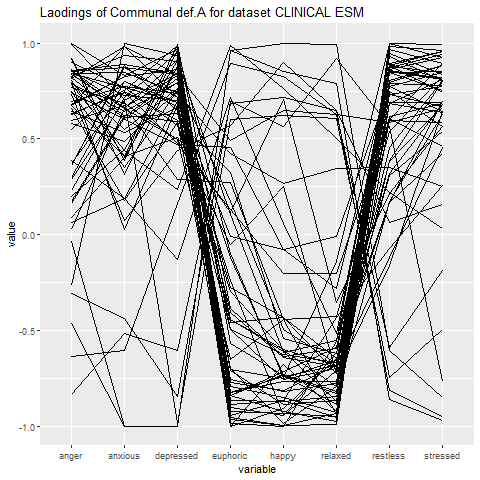 Laodings of Communal def.A for dataset CLINICAL ESM
1.0
0.5
0.0
-0.5
-1.0
value
anger anxious depressed euphoric happy relaxed restless stressed
variable